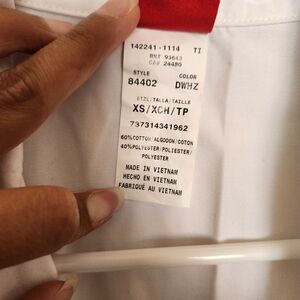 142241-1114 TI
RN# 93643
CA# 24480
STYLE COLOR
84402 DWHZ
SIZE/TALLA/TAILLE
XS/XCH/TP
737314341962
60%COTTON/ALGODON/COTON
40%POLYESTER/POLIESTER/
POLYESTER
MADE IN VIETNAM
HECHO EN VIETNAM
FABRIQUÉ AU VIETNAM